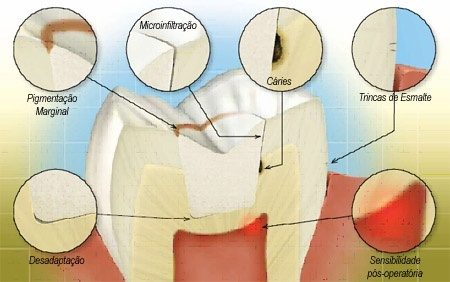 Microinfiltração
Pigmentação
Marginal
Cáries
Trincas de Esmalte
Desadaptação
Sensibilidade
pós-operatória